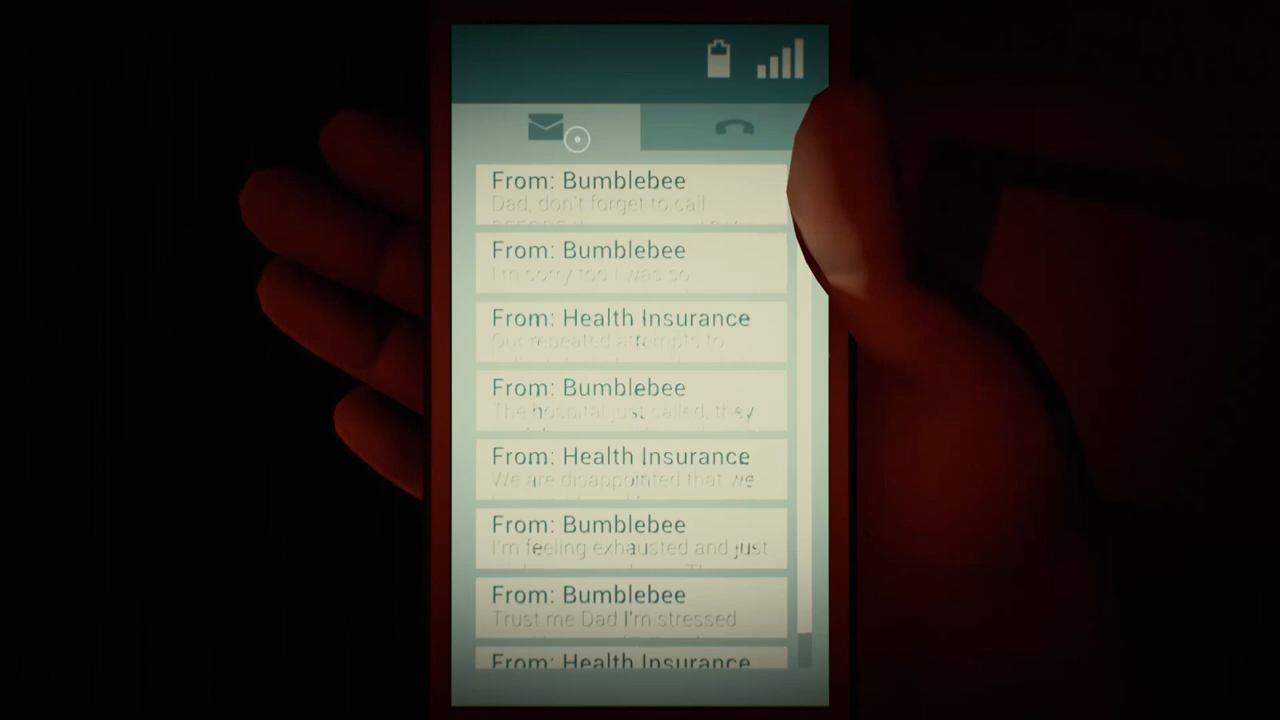 From: Bumblebee
Dad, don't forget to call
From: Bumblebee
I'm sorry too I was so
From: Health Insurance
Our repeated attempts to
From: Bumblebee
The hospital just called, they
From: Health Insurance
We are disappointed that we
From: Bumblebee
I'm feeling exhausted and just
From: Bumblebee
Trust me Dad I'm stressed
From: Health Insurance